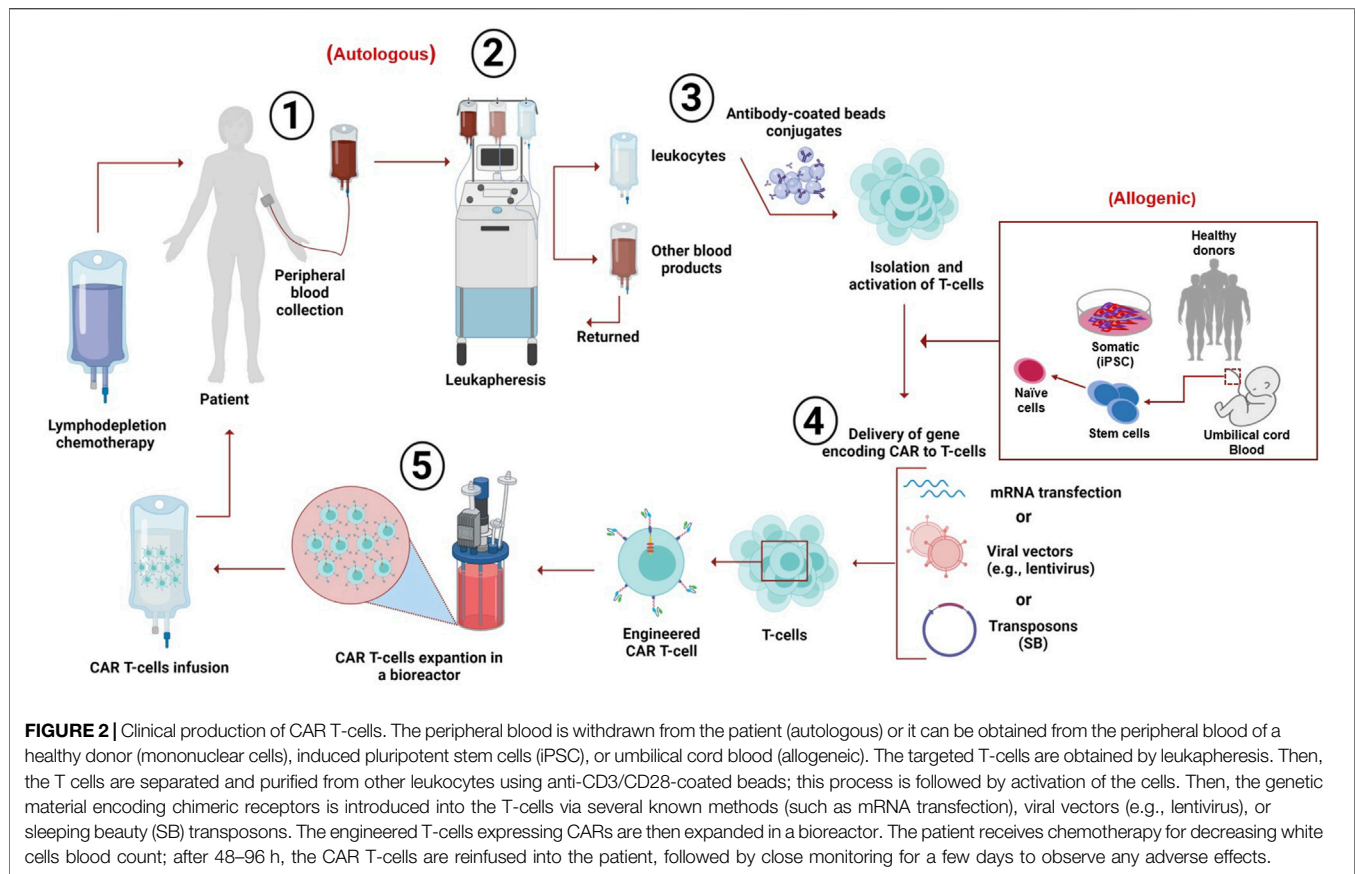 (Autologous)
2
1
3
Antibody-coated beads
conjugates
leukocytes
(Allogenic)
Healthy
donors
Other blood
products
Isolation and
activation of T-cells
Peripheral
blood
collection
Returned
Somatic
(iPSC)
Leukapheresis
Naïve
cells
Stem cells
Umbilical cord
Blood
Patient
Lymphodepletion
chemotherapy
4
Delivery of gene
encoding CAR to T-cells
5
mRNA transfection
or
Viral vectors
(e.g., lentivirus)
or
Transposons
(SB)
T-cells
Engineered
CAR T-cell
CAR T-cells expantion in
a bioreactor
CAR T-cells infusion
FIGURE 2 | Clinical production of CAR T-cells. The peripheral blood is withdrawn from the patient (autologous) or it can be obtained from the peripheral blood of a
healthy donor (mononuclear cells), induced pluripotent stem cells (iPSC), or umbilical cord blood (allogeneic). The targeted T-cells are obtained by leukapheresis. Then,
the T cells are separated and purified from other leukocytes using anti-CD3/CD28-coated beads; this process is followed by activation of the cells. Then, the genetic
material encoding chimeric receptors is introduced into the T-cells via several known methods (such as mRNA transfection), viral vectors (e.g., lentivirus), or
sleeping beauty (SB) transposons. The engineered T-cells expressing CARs are then expanded in a bioreactor. The patient receives chemotherapy for decreasing white
cells blood count; after 48–96 h, the CAR T-cells are reinfused into the patient, followed by close monitoring for a few days to observe any adverse effects.